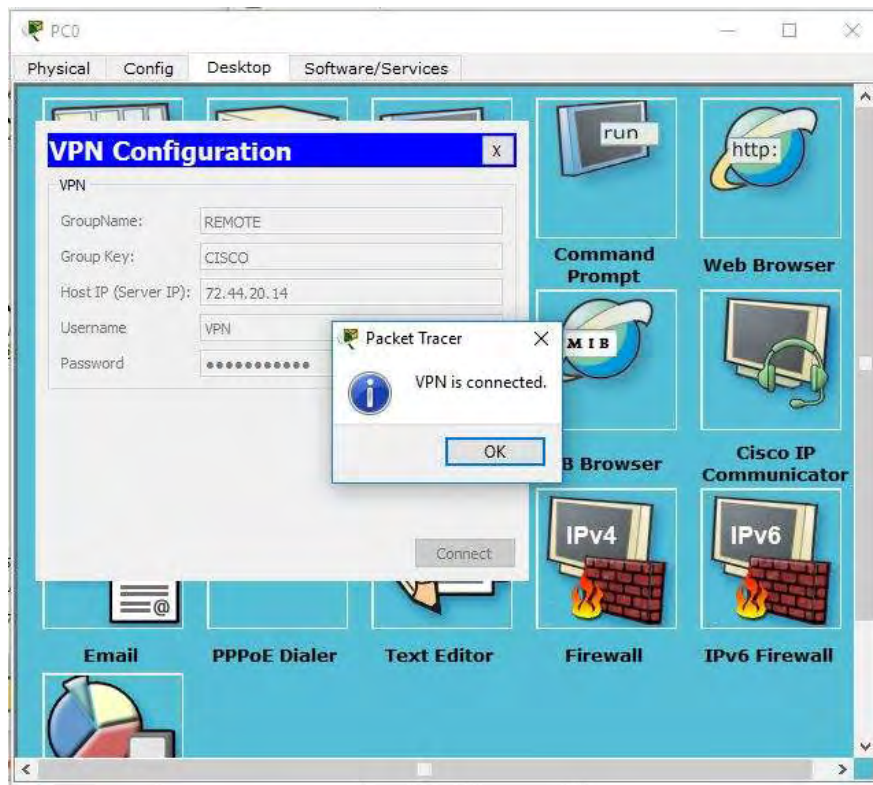 PC0
Physical Config Desktop Software/Services
VPN Configuration X
VPN
GroupName: REMOTE
Group Key: CISCO
Host IP (Server IP): 72.44.20.14
Username VPN
Password •••••••••••
Connect
Packet Tracer
VPN is connected.
OK
run
Command Prompt
http:
Web Browser
MIB
B Browser
Cisco IP Communicator
Email
PPPoE Dialer
Text Editor
IPv4
Firewall
IPv6
IPv6 Firewall